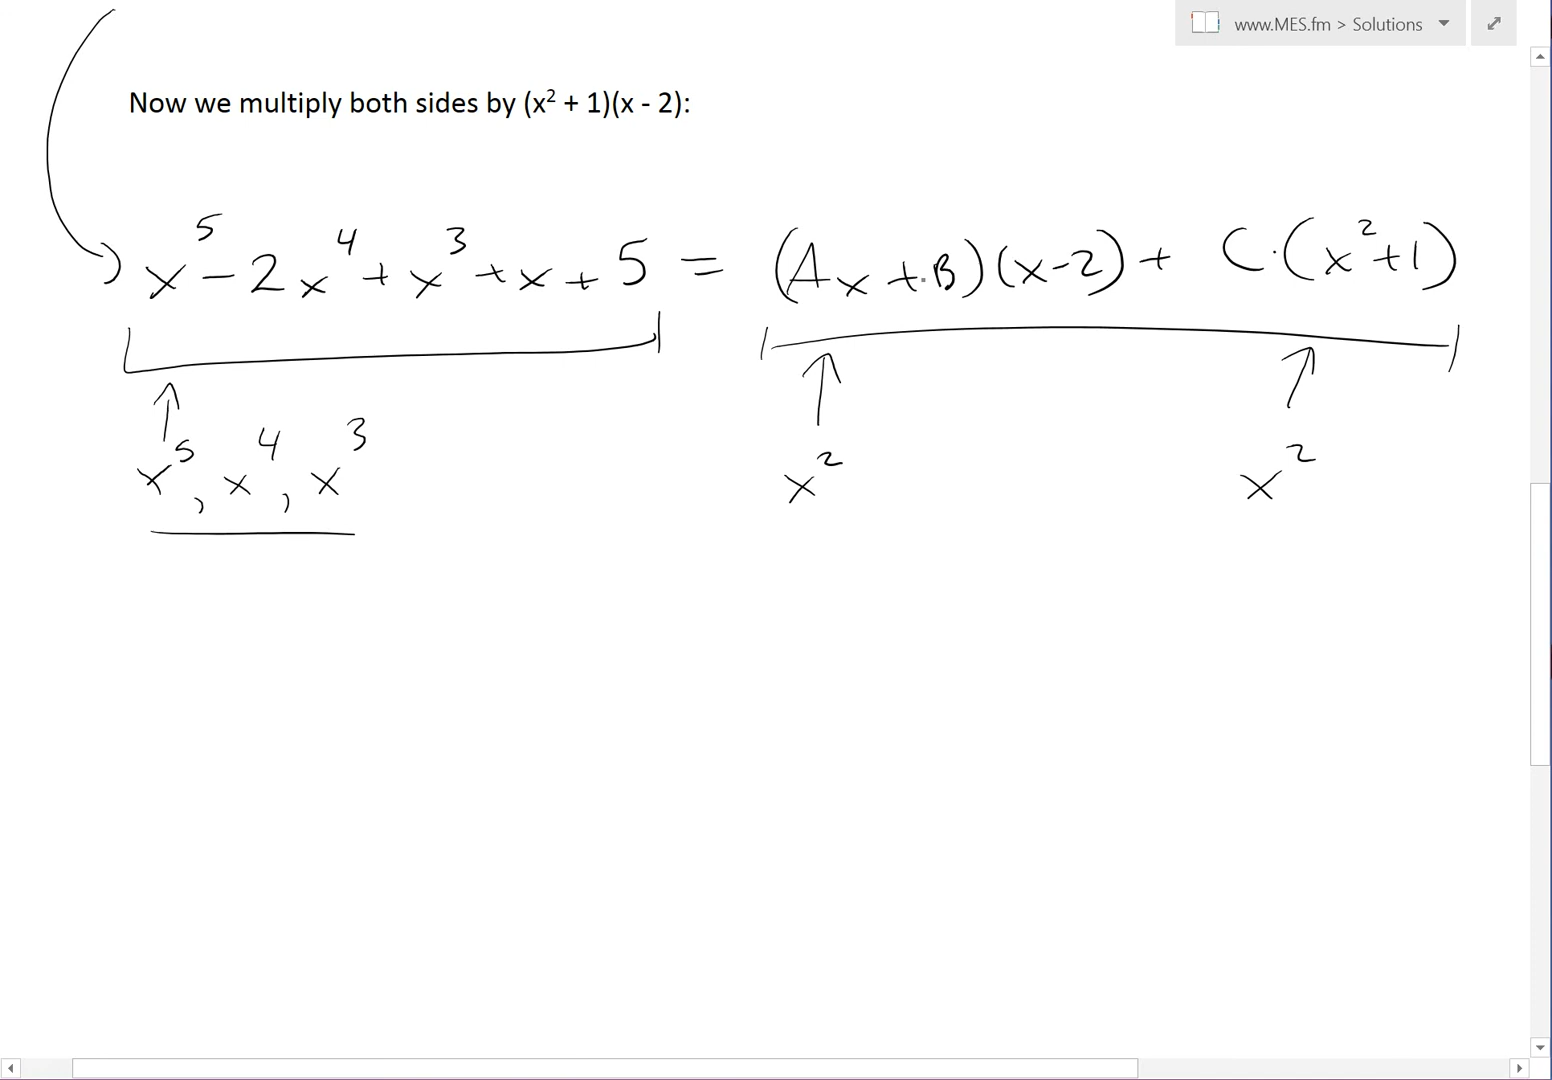 www.MES.fm > Solutions
Now we multiply both sides by (x² + 1)(x - 2):
x⁵ - 2x⁴ + x³ + x + 5 = (Ax + B)(x - 2) + C·(x² + 1)
x⁵, x⁴, x³ x² x²